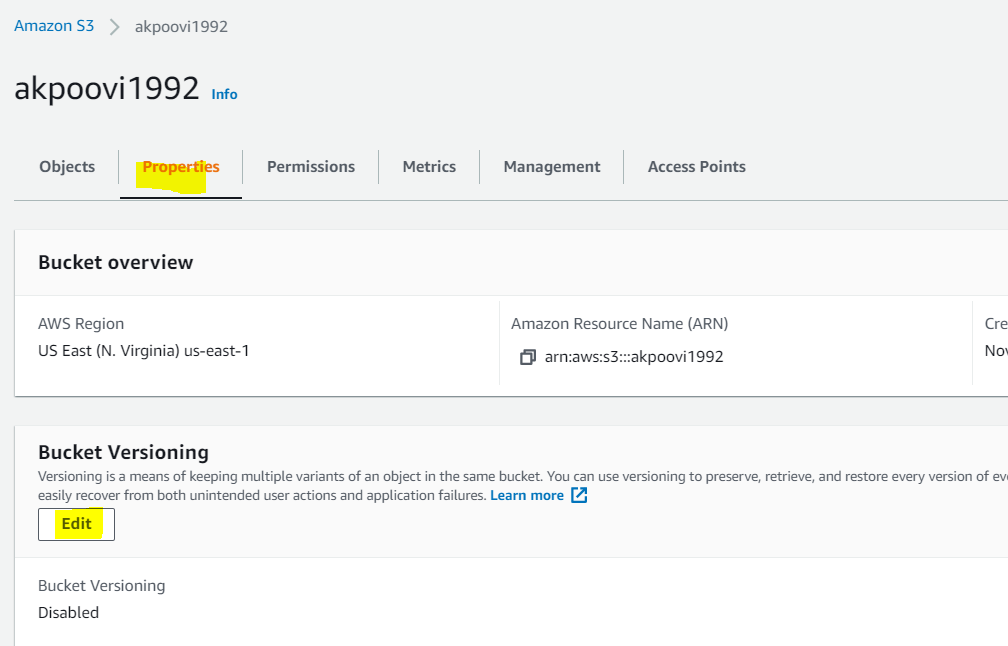 Amazon S3 > akpoovi1992
akpoovi1992 Info
Objects Properties Permissions Metrics Management Access Points
Bucket overview
AWS Region Amazon Resource Name (ARN) Cre
US East (N. Virginia) us-east-1 arn:aws:s3:::akpoovi1992 Nov
Bucket Versioning
Versioning is a means of keeping multiple variants of an object in the same bucket. You can use versioning to preserve, retrieve, and restore every version of eve
easily recover from both unintended user actions and application failures. Learn more
Edit
Bucket Versioning
Disabled